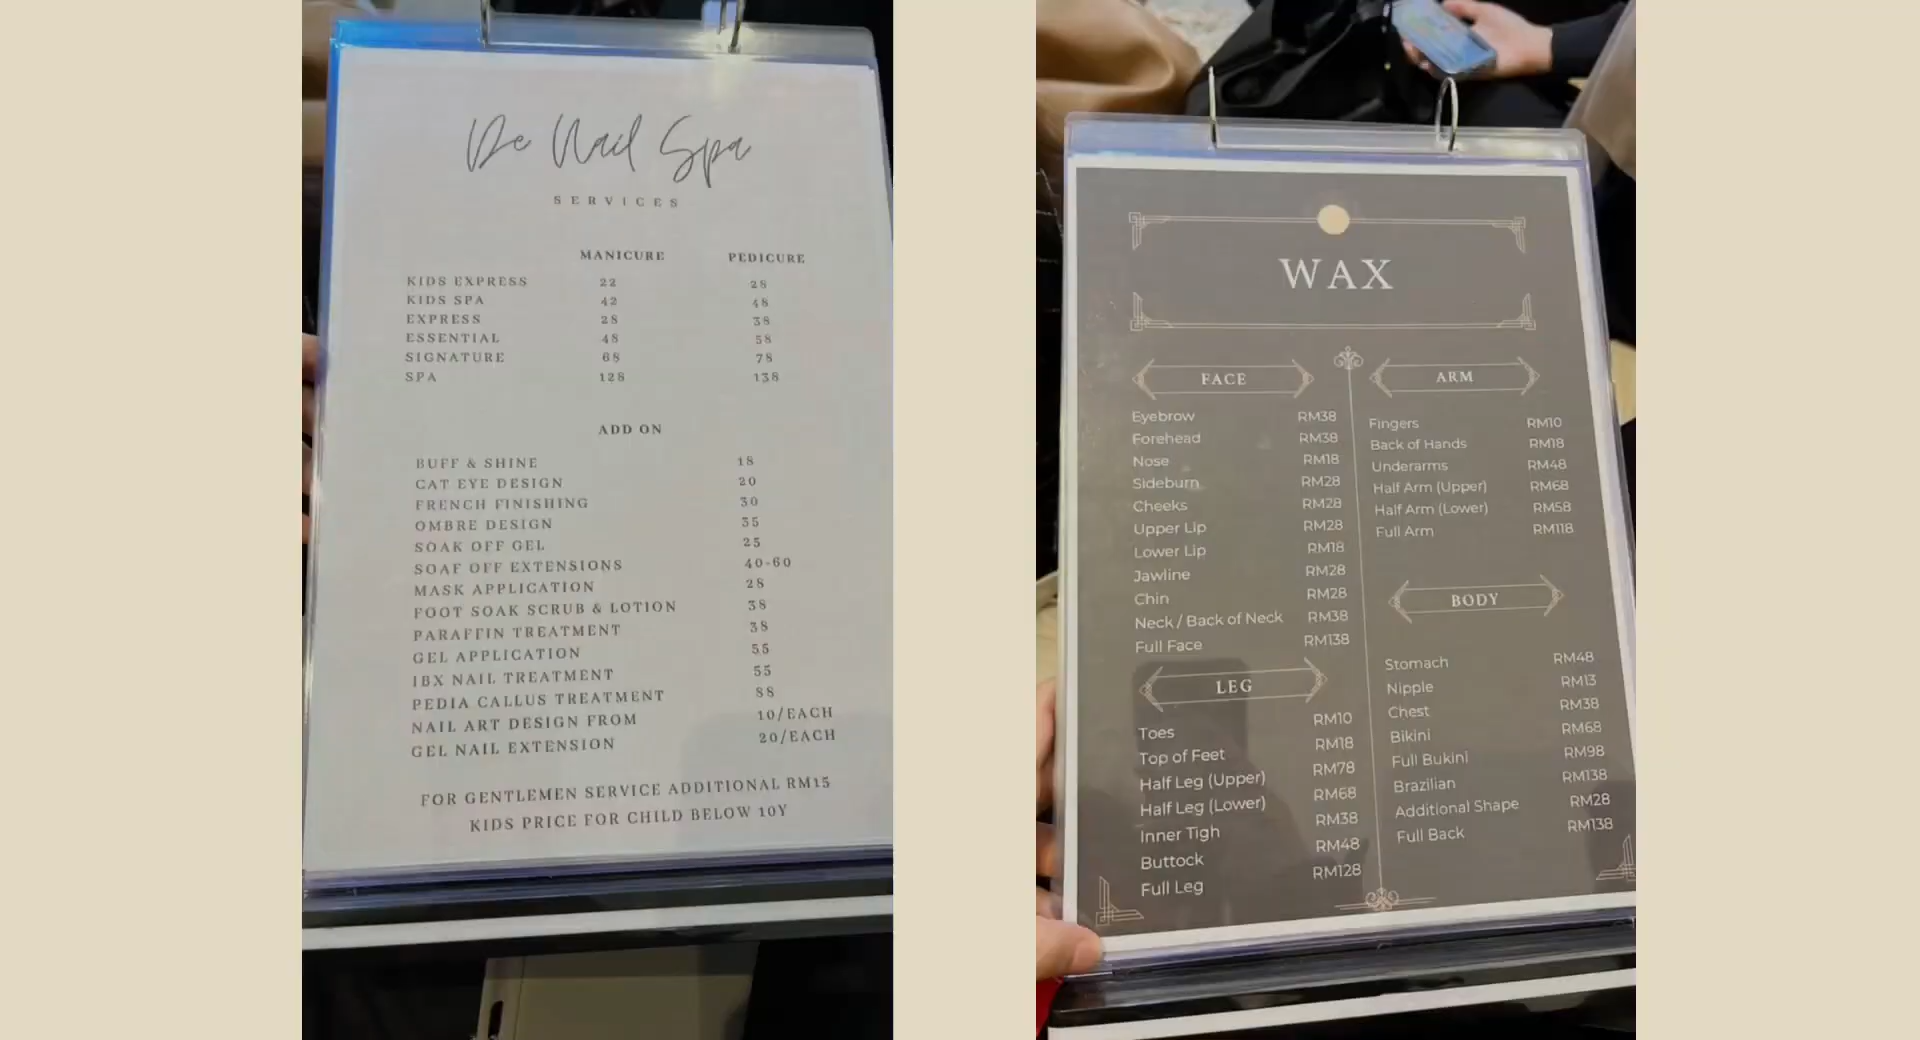 De Nail Spa
SERVICES
MANICURE PEDICURE
KIDS EXPRESS 22 28
KIDS SPA 42 48
EXPRESS 28 38
ESSENTIAL 48 58
SIGNATURE 68 78
SPA 128 138
ADD ON
BUFF & SHINE 18
CAT EYE DESIGN 20
FRENCH FINISHING 30
OMBRE DESIGN 35
SOAK OFF GEL 25
SOAF OFF EXTENSIONS 40-60
MASK APPLICATION 28
FOOT SOAK SCRUB & LOTION 38
PARAFFIN TREATMENT 38
GEL APPLICATION 55
IBX NAIL TREATMENT 55
PEDIA CALLUS TREATMENT 88
NAIL ART DESIGN FROM 10/EACH
GEL NAIL EXTENSION 20/EACH
FOR GENTLEMEN SERVICE ADDITIONAL RM15
KIDS PRICE FOR CHILD BELOW 10Y
WAX
FACE
Eyebrow RM38
Forehead RM38
Nose RM18
Sideburn RM28
Cheeks RM28
Upper Lip RM28
Lower Lip RM18
Jawline RM28
Chin RM28
Neck / Back of Neck RM38
Full Face RM138
LEG
Toes RM10
Top of Feet RM18
Half Leg (Upper) RM78
Half Leg (Lower) RM68
Inner Tigh RM38
Buttock RM48
Full Leg RM128
ARM
Fingers RM10
Back of Hands RM18
Underarms RM48
Half Arm (Upper) RM68
Half Arm (Lower) RM58
Full Arm RM118
BODY
Stomach RM48
Nipple RM13
Chest RM38
Bikini RM68
Full Bukini RM98
Brazilian RM138
Additional Shape RM28
Full Back RM138